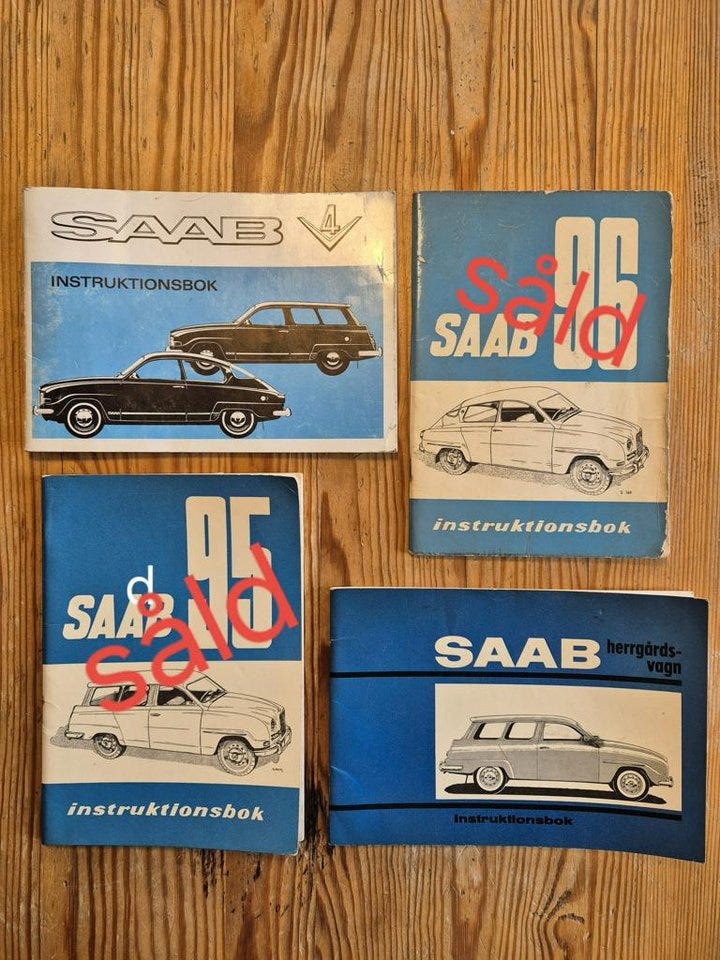 SAAB V4
INSTRUKTIONSBOK
SAAB 96
såld
instruktionsbok
SAAB 95
d
såld
instruktionsbok
SAAB herrgårds-
vagn
instruktionsbok